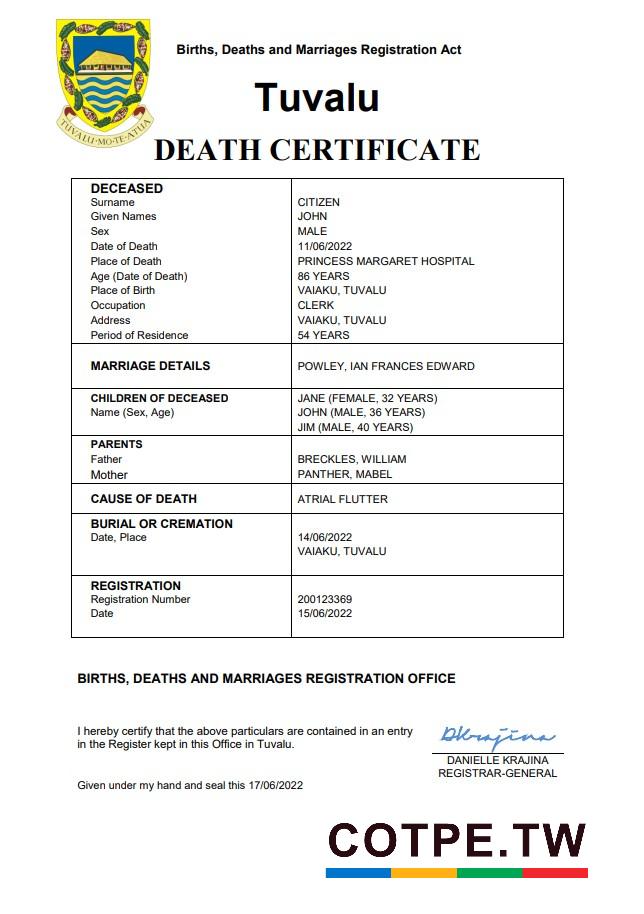 Births, Deaths and Marriages Registration Act
Tuvalu
TUVALU·MO·TE·ATUA
DEATH CERTIFICATE
DECEASED
Surname CITIZEN
Given Names JOHN
Sex MALE
Date of Death 11/06/2022
Place of Death PRINCESS MARGARET HOSPITAL
Age (Date of Death) 86 YEARS
Place of Birth VAIAKU, TUVALU
Occupation CLERK
Address VAIAKU, TUVALU
Period of Residence 54 YEARS
MARRIAGE DETAILS POWLEY, IAN FRANCES EDWARD
CHILDREN OF DECEASED JANE (FEMALE, 32 YEARS)
Name (Sex, Age) JOHN (MALE, 36 YEARS)
JIM (MALE, 40 YEARS)
PARENTS
Father BRECKLES, WILLIAM
Mother PANTHER, MABEL
CAUSE OF DEATH ATRIAL FLUTTER
BURIAL OR CREMATION
Date, Place 14/06/2022
VAIAKU, TUVALU
REGISTRATION
Registration Number 200123369
Date 15/06/2022
BIRTHS, DEATHS AND MARRIAGES REGISTRATION OFFICE
I hereby certify that the above particulars are contained in an entry
in the Register kept in this Office in Tuvalu.
DKrajina
DANIELLE KRAJINA
REGISTRAR-GENERAL
Given under my hand and seal this 17/06/2022
COTPE.TW